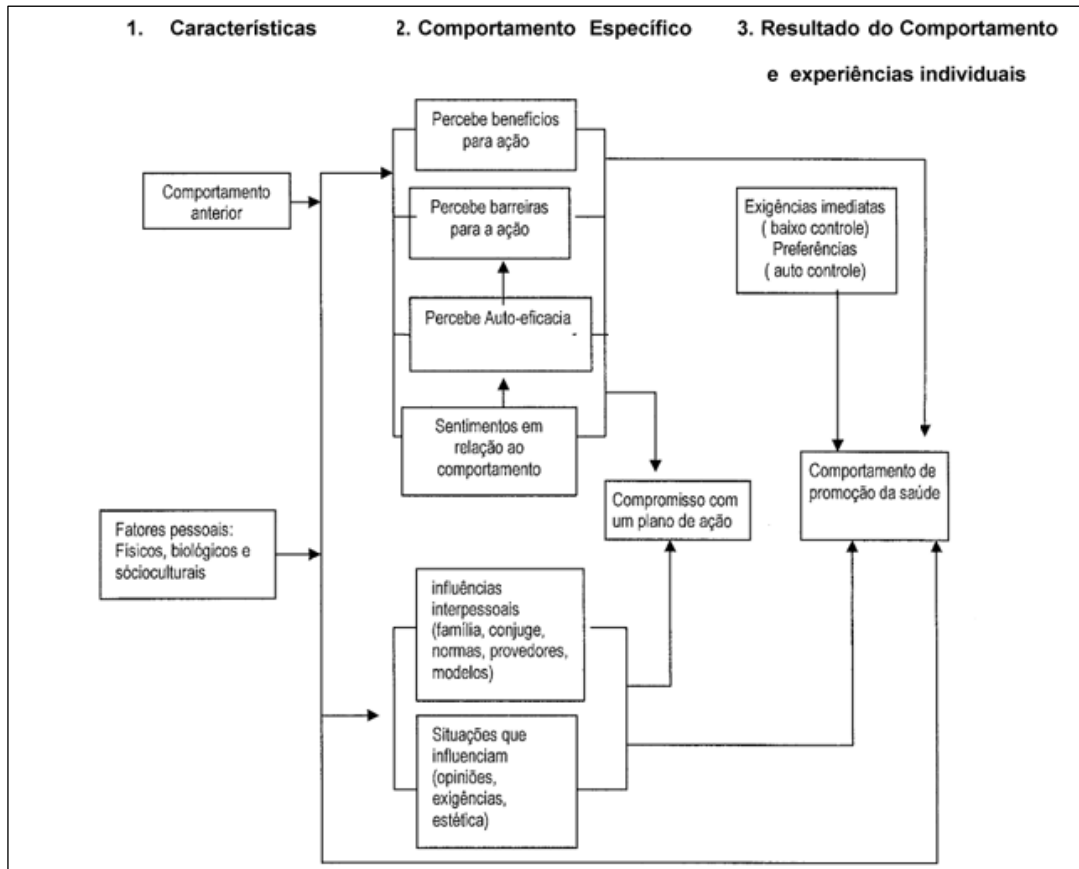 1. Características
2. Comportamento Específico
3. Resultado do Comportamento
e experiências individuais
Comportamento
anterior
Fatores pessoais:
Físicos, biológicos e
sócioculturais
Percebe benefícios
para ação
Percebe barreiras
para a ação
Percebe Auto-eficacia
Sentimentos em
relação ao
comportamento
influências
interpessoais
(família, conjuge,
normas, provedores,
modelos)
Situações que
influenciam
(opiniões,
exigências,
estética)
Compromisso com
um plano de ação
Exigências imediatas
( baixo controle)
Preferências
( auto controle)
Comportamento de
promoção da saúde